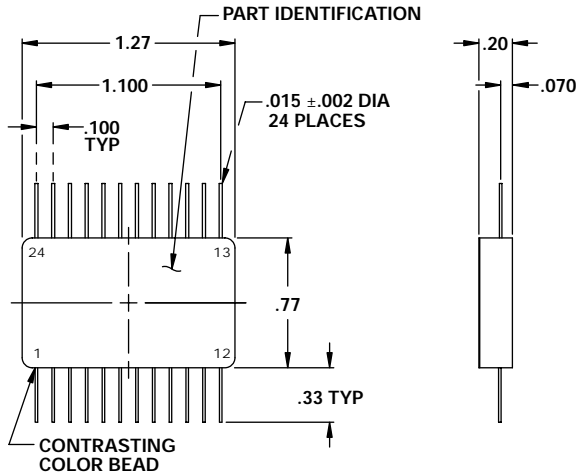 PART IDENTIFICATION
1.27
.20
1.100
.070
.015 ±.002 DIA
24 PLACES
.100
TYP
24
13
.77
1
12
.33 TYP
CONTRASTING
COLOR BEAD